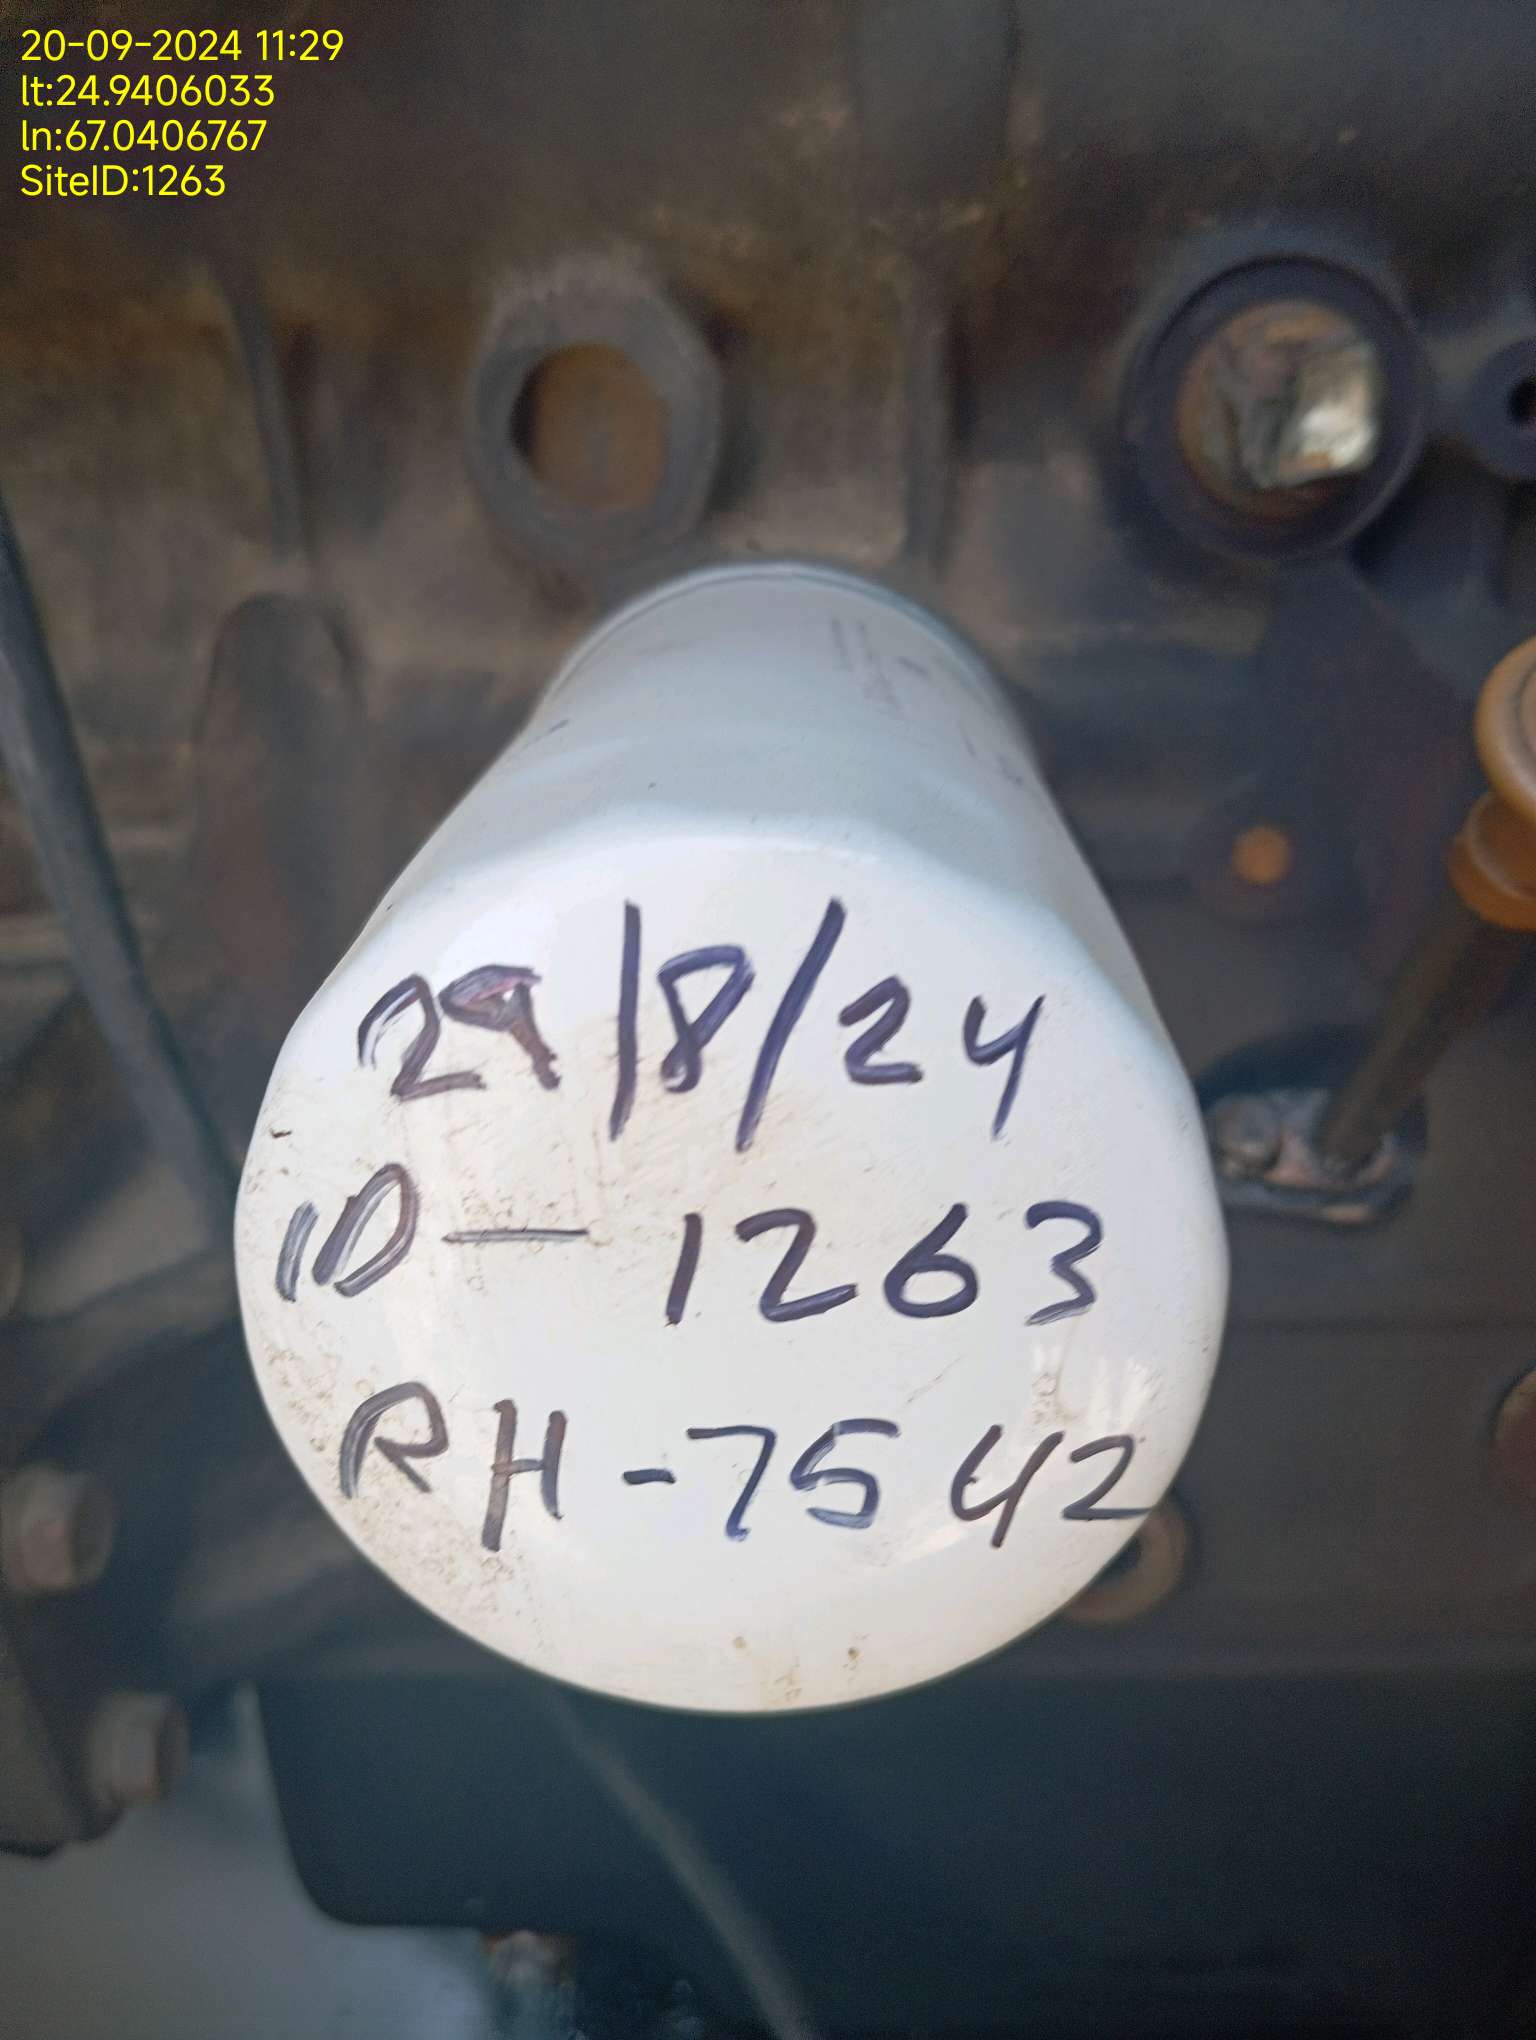 20-09-2024 11:29
lt:24.9406033
ln:67.0406767
SiteID:1263
29/8/24
ID - 1263
RH - 7542